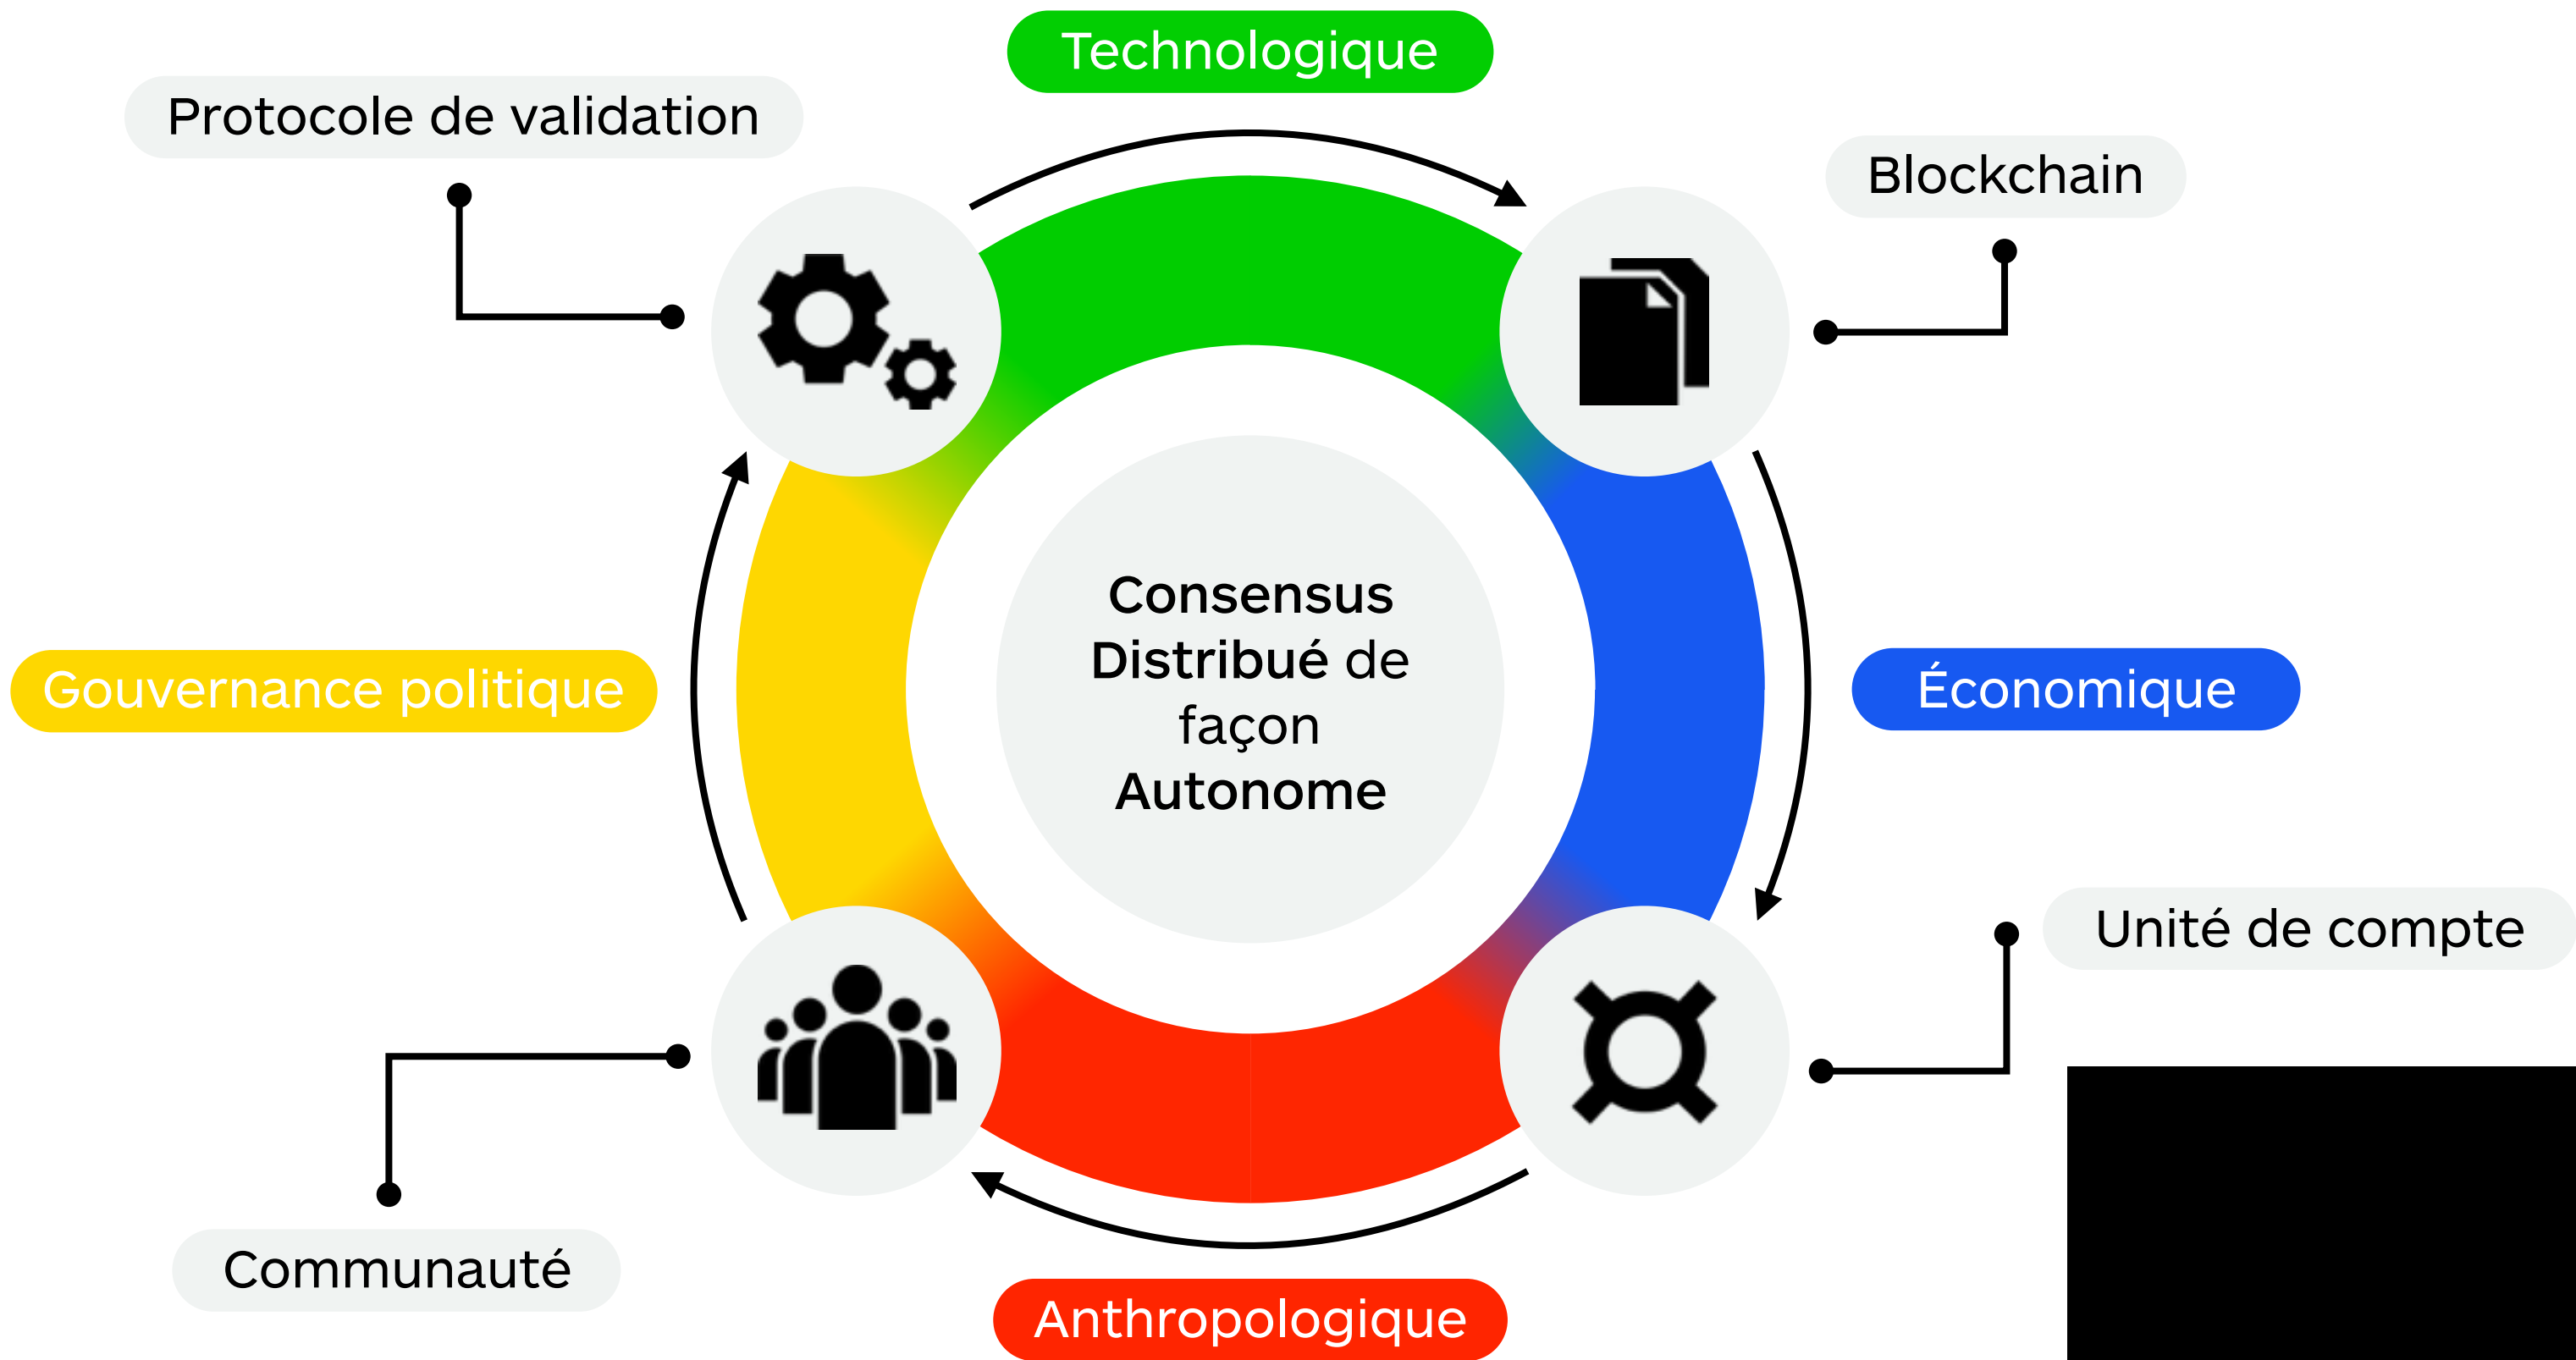 Technologique
Protocole de validation
Blockchain
Consensus
Distribué de
façon
Autonome
Gouvernance politique
Économique
Unité de compte
Communauté
Anthropologique